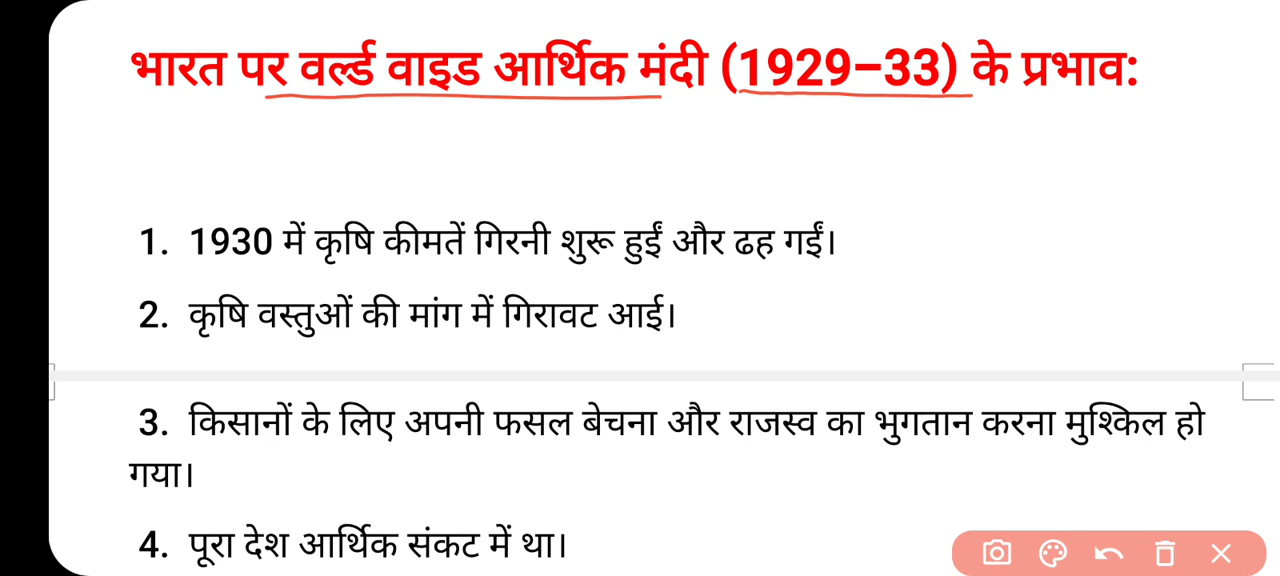 भारत पर वर्ल्ड वाइड आर्थिक मंदी (1929–33) के प्रभाव:
1. 1930 में कृषि कीमतें गिरनी शुरू हुईं और ढह गईं।
2. कृषि वस्तुओं की मांग में गिरावट आई।
3. किसानों के लिए अपनी फसल बेचना और राजस्व का भुगतान करना मुश्किल हो
गया।
4. पूरा देश आर्थिक संकट में था।